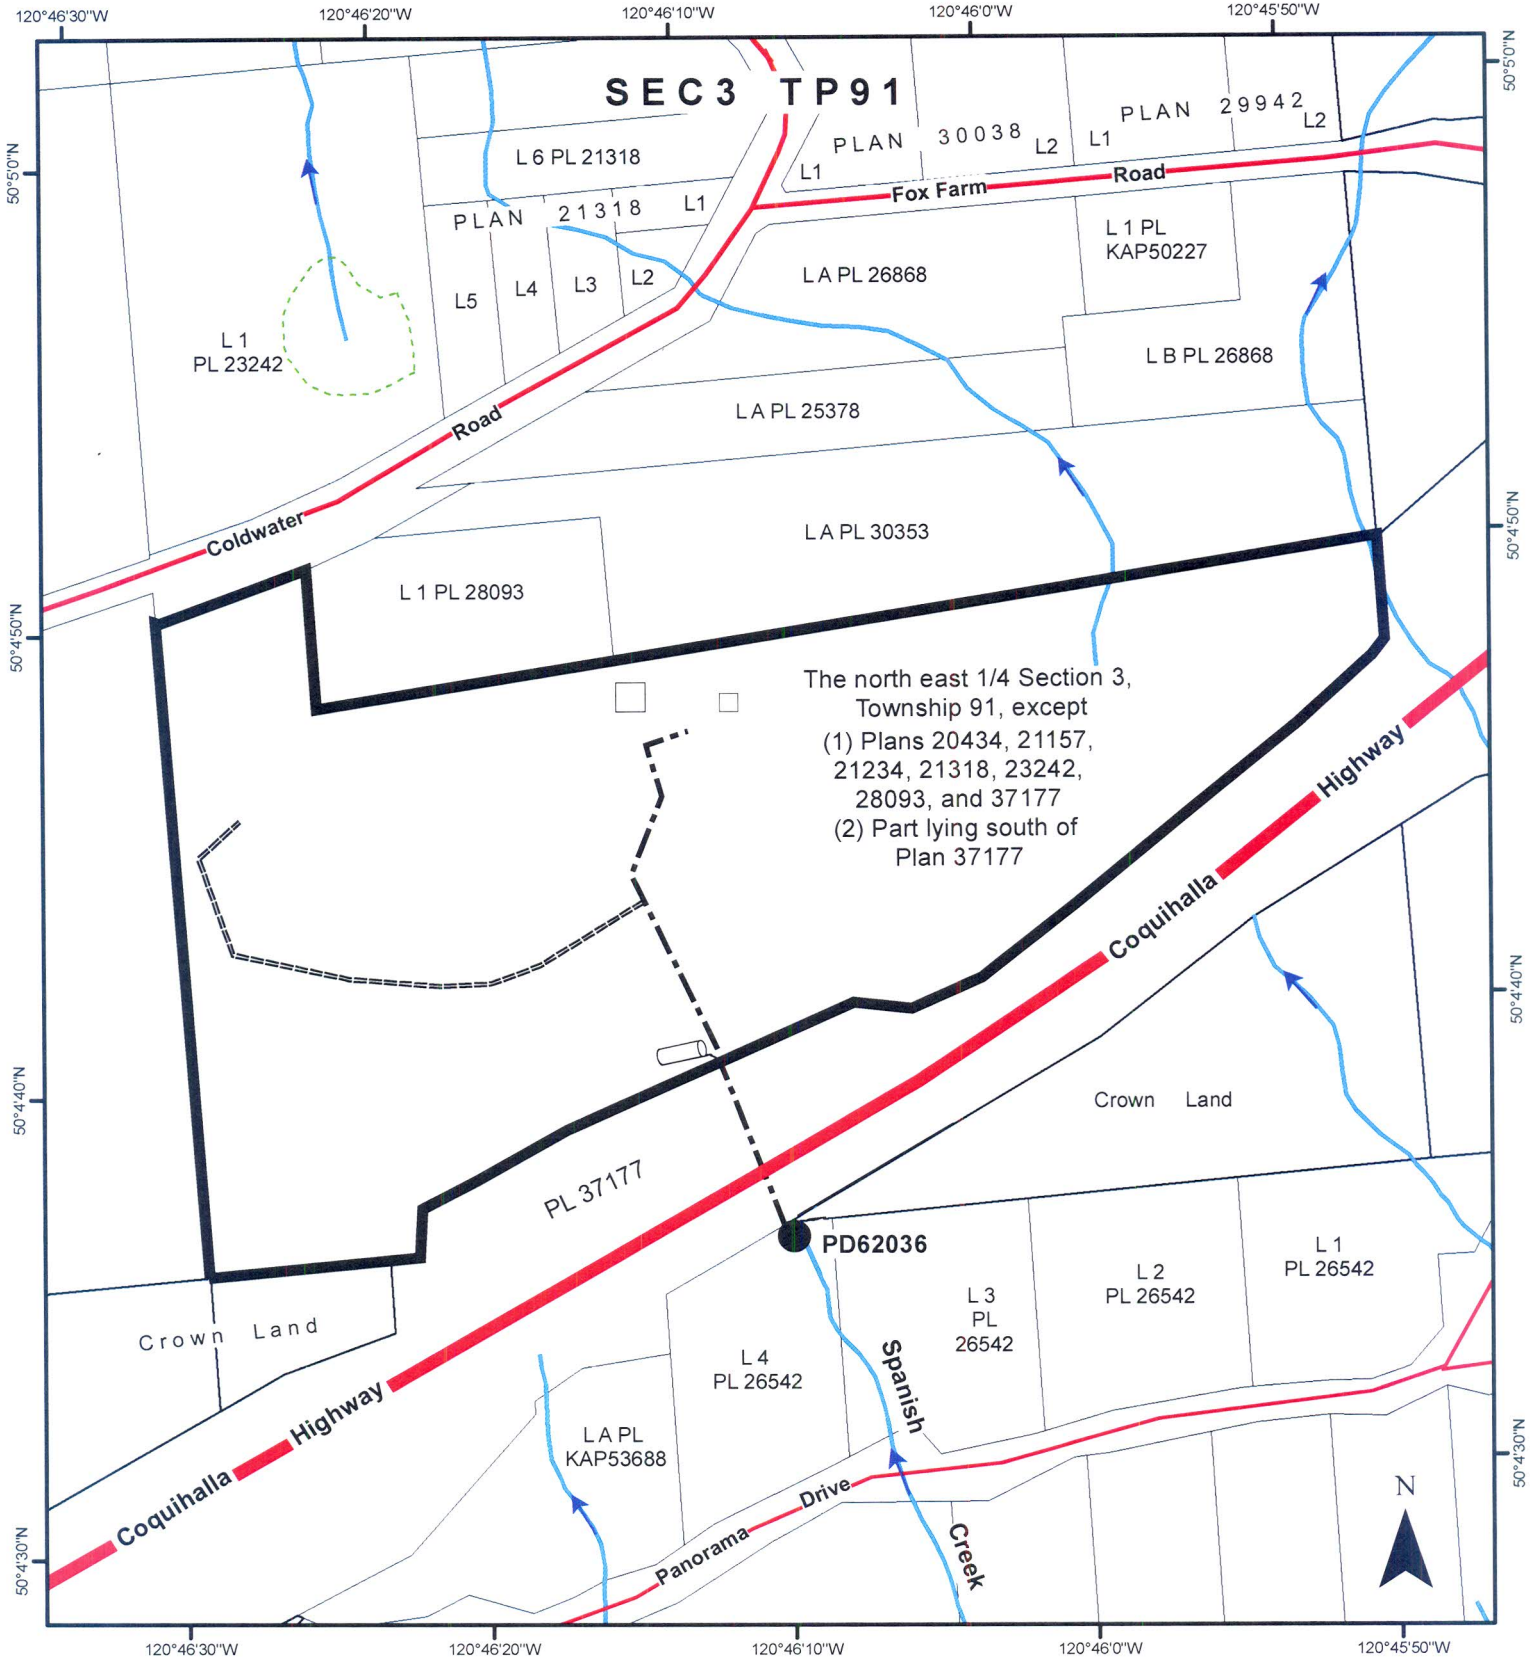 120°46'30"W
120°46'20"W
120°46'10"W
120°46'0"W
120°45'50"W
50°5'0"N
50°5'0"N
50°4'50"N
50°4'50"N
50°4'40"N
50°4'40"N
50°4'30"N
50°4'30"N
SEC3 TP91
PLAN 29942
L2
L1
PLAN 30038
L2
L1
L 6 PL 21318
Fox Farm Road
PLAN 21318
L1
L 1 PL
KAP50227
L A PL 26868
L5
L4
L3
L2
L 1
PL 23242
L B PL 26868
L A PL 25378
Coldwater Road
L A PL 30353
L 1 PL 28093
The north east 1/4 Section 3,
Township 91, except
(1) Plans 20434, 21157,
21234, 21318, 23242,
28093, and 37177
(2) Part lying south of
Plan 37177
Coquihalla Highway
Crown Land
PL 37177
PD62036
L 1
PL 26542
L 2
PL 26542
L 3
PL
26542
Crown Land
L 4
PL 26542
Spanish Creek
Coquihalla Highway
L A PL
KAP53688
Panorama Drive
N
120°46'30"W
120°46'20"W
120°46'10"W
120°46'0"W
120°45'50"W